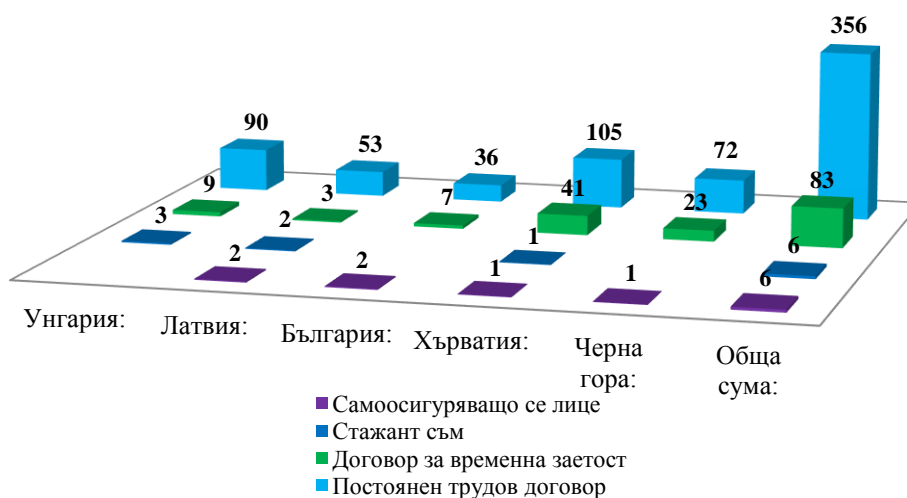 356
90
53
36
105
72
9
3
7
41
23
83
3
2
1
6
2
2
1
1
6
Унгария:
Латвия:
България:
Хърватия:
Черна
гора:
Обща
сума:
Самоосигуряващо се лице
Стажант съм
Договор за временна заетост
Постоянен трудов договор